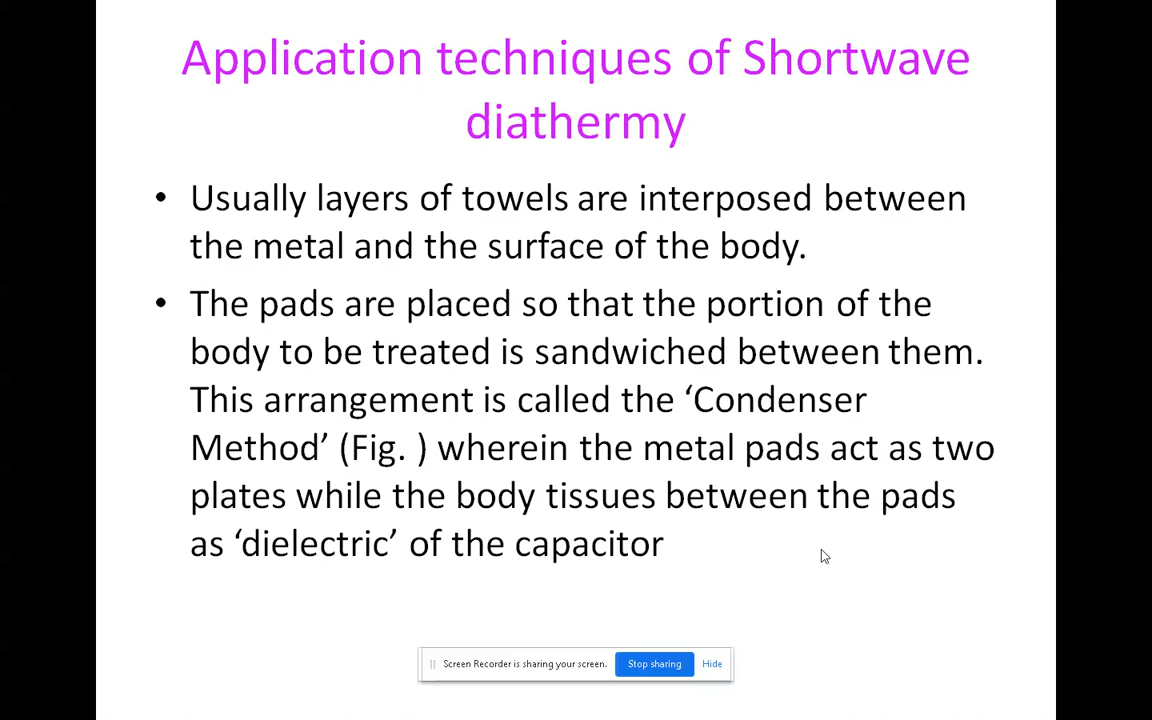 Application techniques of Shortwave
diathermy
• Usually layers of towels are interposed between
the metal and the surface of the body.
• The pads are placed so that the portion of the
body to be treated is sandwiched between them.
This arrangement is called the ‘Condenser
Method’ (Fig. ) wherein the metal pads act as two
plates while the body tissues between the pads
as ‘dielectric’ of the capacitor
Screen Recorder is sharing your screen. Stop sharing Hide